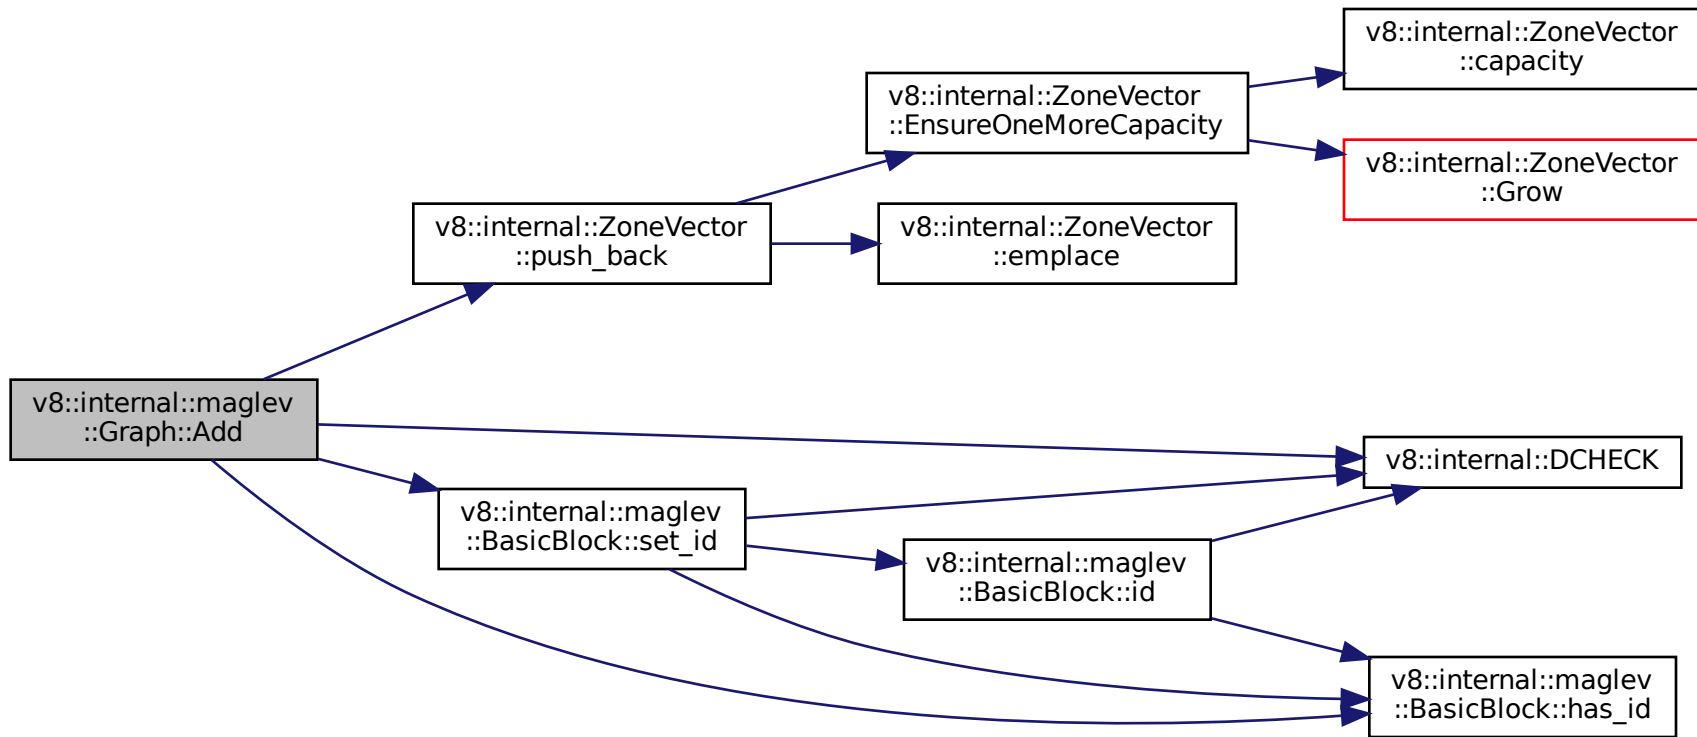 v8::internal::ZoneVector
::capacity
v8::internal::ZoneVector
::EnsureOneMoreCapacity
v8::internal::ZoneVector
::Grow
v8::internal::ZoneVector
::push_back
v8::internal::ZoneVector
::emplace
v8::internal::maglev
::Graph::Add
v8::internal::DCHECK
v8::internal::maglev
::BasicBlock::set_id
v8::internal::maglev
::BasicBlock::id
v8::internal::maglev
::BasicBlock::has_id